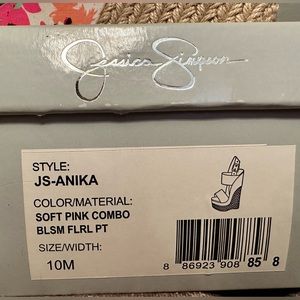 Jessica Simpson
STYLE:
JS-ANIKA
COLOR/MATERIAL:
SOFT PINK COMBO
BLSM FLRL PT
SIZE/WIDTH:
10M
8 86923 908 85 8